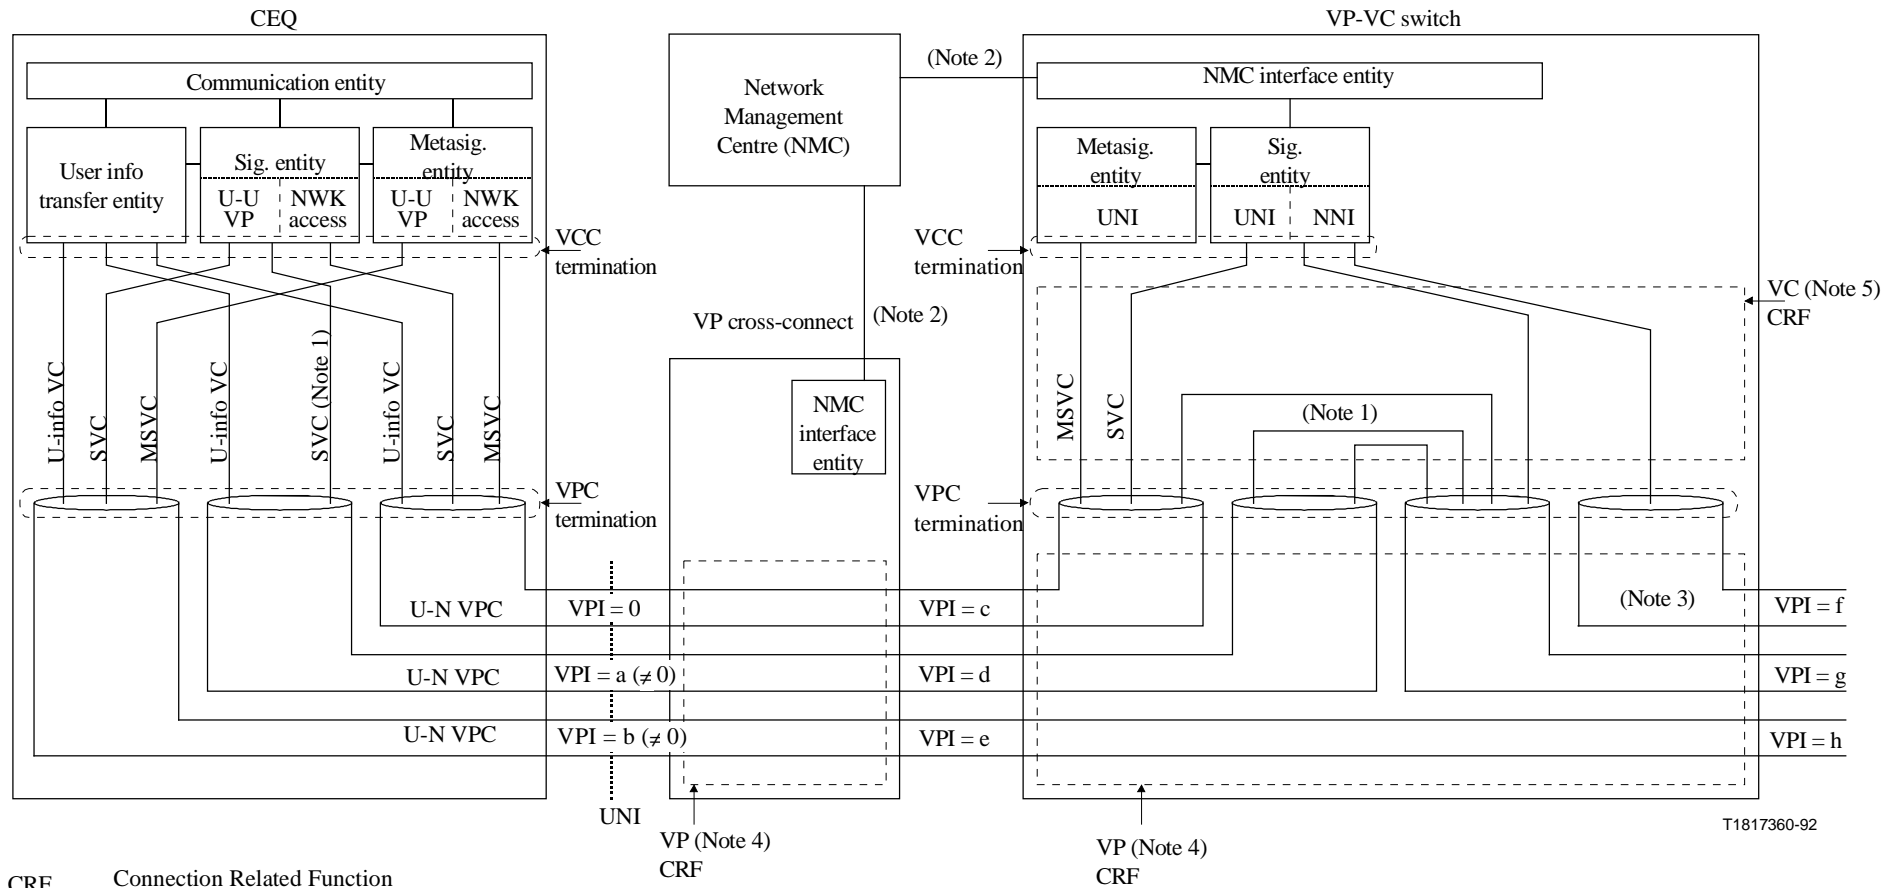 CEQ
VP-VC switch
Communication entity
User info
transfer entity
Sig. entity
U-U
VP
NWK
access
Metasig.
entity
U-U
VP
NWK
access
VCC
termination
U-info VC
SVC
MSVC
U-info VC
SVC (Note 1)
U-info VC
SVC
MSVC
VPC
termination
Network
Management
Centre (NMC)
(Note 2)
VP cross-connect
(Note 2)
NMC
interface
entity
NMC interface entity
Metasig.
entity
UNI
Sig.
entity
UNI
NNI
VCC
termination
VC (Note 5)
CRF
MSVC
SVC
(Note 1)
VPC
termination
(Note 3)
U-N VPC
VPI = 0
VPI = c
VPI = f
U-N VPC
VPI = a (≠ 0)
VPI = d
VPI = g
U-N VPC
VPI = b (≠ 0)
VPI = e
VPI = h
UNI
VP (Note 4)
CRF
VP (Note 4)
CRF
T1817360-92
CRF Connection Related Function